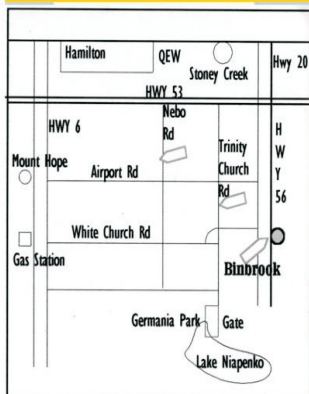 Hamilton
QEW
Stoney Creek
Hwy 20
HWY 53
HWY 6
Nebo
Rd
Trinity
Church
Rd
H
W
Y
56
Mount Hope
Airport Rd
White Church Rd
Gas Station
Binbrook
Germania Park
Gate
Lake Niapenko